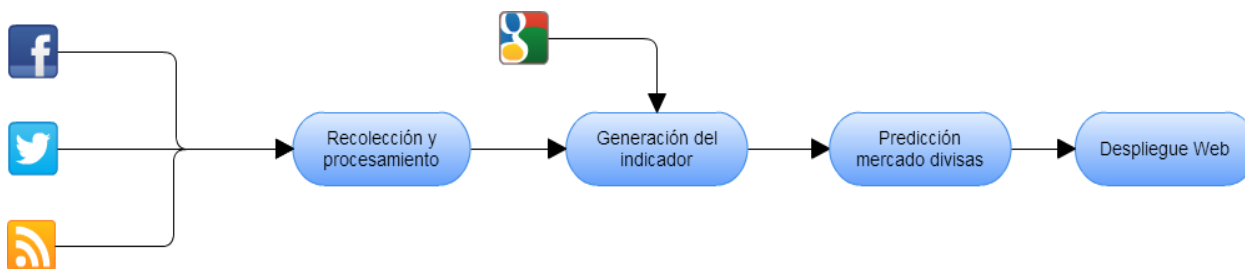 Recolección y
procesamiento
Generación del
indicador
Predicción
mercado divisas
Despliegue Web